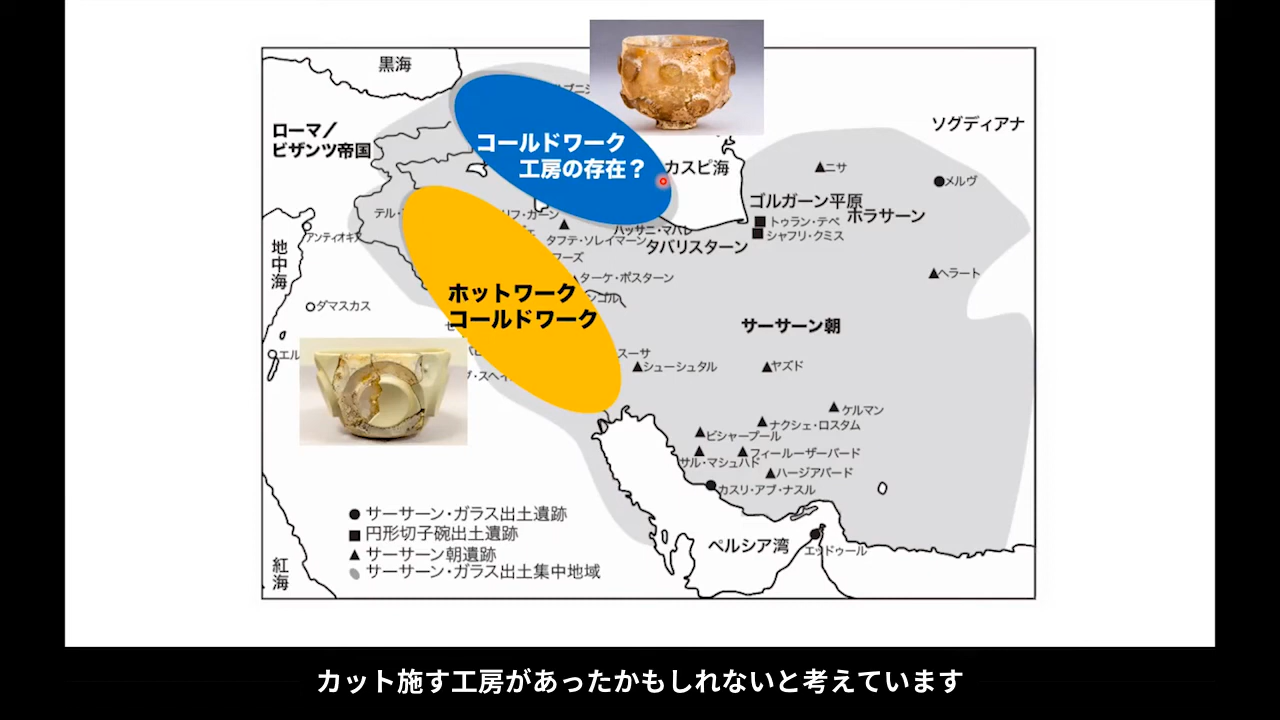 黒海
ローマ/
ビザンツ帝国
コールドワーク
工房の存在？
カスピ海
ソグディアナ
▲ニサ
●メルヴ
ゴルガーン平原
ホラサーン
■トゥラン・テペ
■シャフリ・クミス
アンティオキア
地中海
ハッサニ・マハレ
タフテ・ソレイマーン
タバリスターン
ターケ・ボスターン
▲ヘラート
ホットワーク
コールドワーク
ダマスカス
サーサーン朝
スーサ
▲シューシュタル
▲ヤズド
▲ケルマン
▲ナクシェ・ロスタム
▲ビシャープール
▲フィールーザーバード
サル・マシュハド
▲ハージアバード
●カスリ・アブ・ナスル
●サーサーン・ガラス出土遺跡
■円形切子碗出土遺跡
▲サーサーン朝遺跡
サーサーン・ガラス出土集中地域
紅海
ペルシア湾
エッドゥール
カット施す工房があったかもしれないと考えています